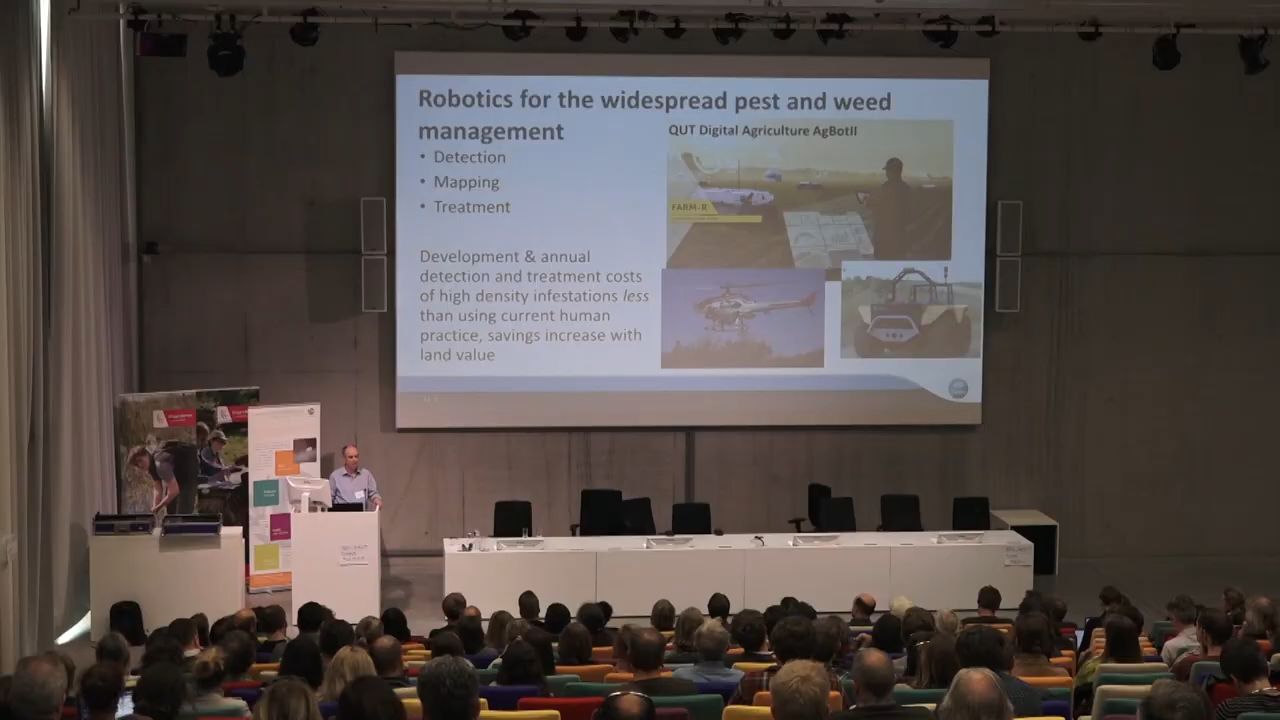 Robotics for the widespread pest and weed
management
QUT Digital Agriculture AgBotII
• Detection
• Mapping
• Treatment
FARM-R
Development & annual
detection and treatment costs
of high density infestations less
than using current human
practice, savings increase with
land value